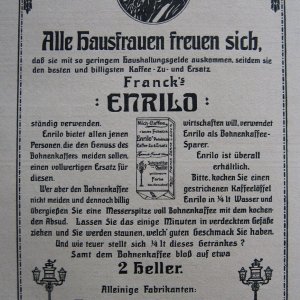 Alle Hausfrauen freuen sich,
daß sie mit so geringem Haushaltungsgelde auskommen, seitdem sie
den besten und billigsten Kaffee-Zu- und Ersatz
Franck's
: ENRILO :
ständig verwenden.
Enrilo bietet allen jenen
Personen, die den Genuss des
Bohnenkaffees meiden sollen,
einen vollwertigen Ersatz für
diesen.
Wer aber den Bohnenkaffee
nicht meiden und dennoch billig
wirtschaften will, verwendet
Enrilo als Bohnenkaffee-
Sparer.
Enrilo ist überall
erhältlich.
Bitte, kochen Sie einen
gestrichenen Kaffeelöffel
Enrilo in ¼ lt Wasser und
übergießen Sie eine Messerspitze voll Bohnenkaffee mit dem kochen-
den Absud. Lassen Sie das einige Minuten in verdecktem Gefäße
ziehen und Sie werden staunen, welch' guten Geschmack Sie haben.
Und wie teuer stellt sich ¼ lt dieses Getränkes ?
Samt dem Bohnenkaffee bloß auf etwa
2 Heller.
Alleinige Fabrikanten: